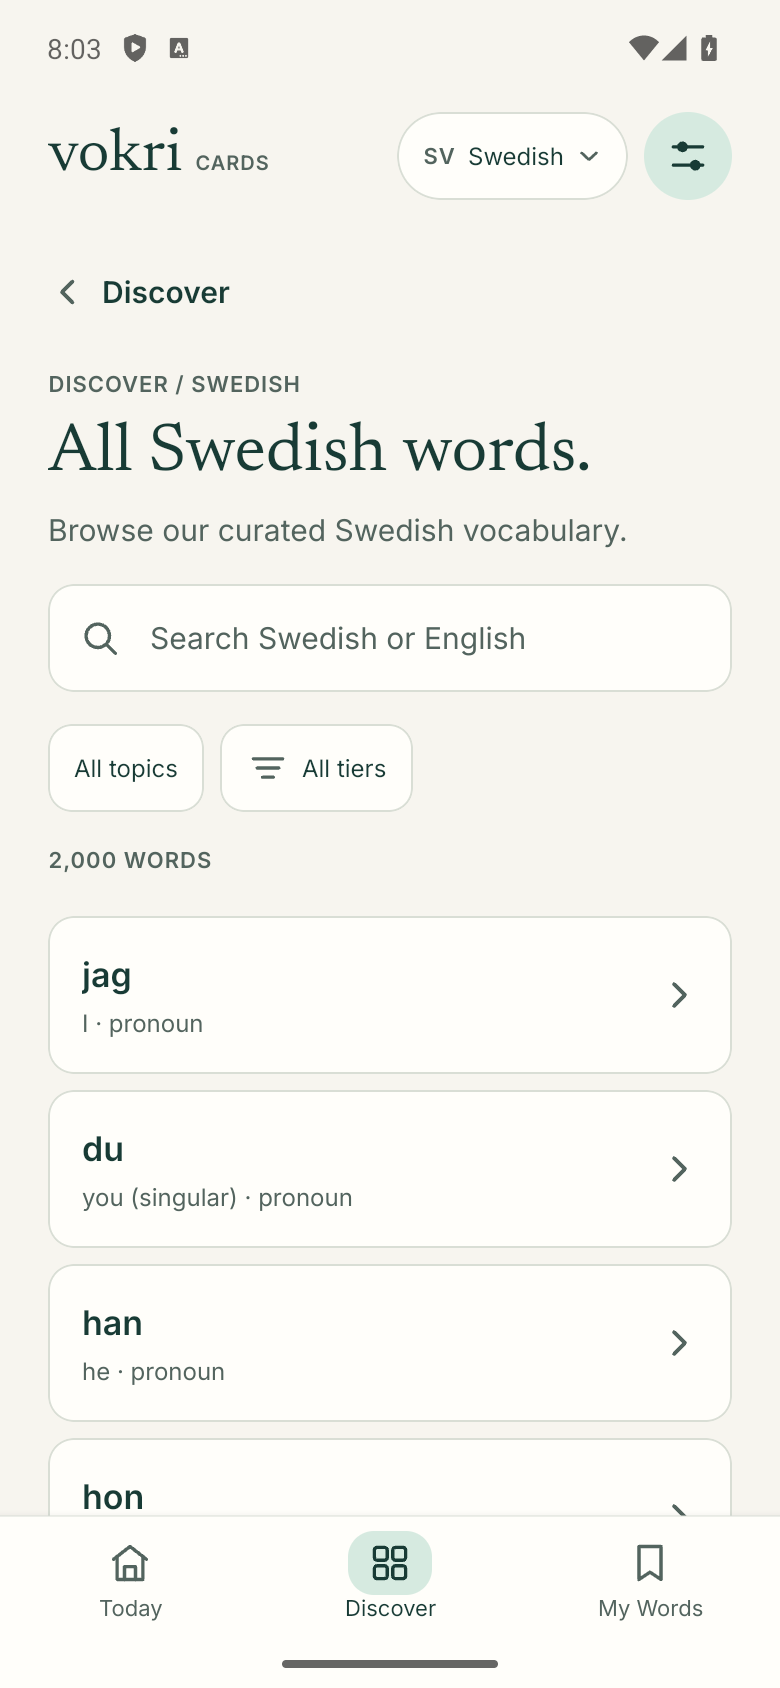 8:03
vokri CARDS
SV Swedish
Discover
DISCOVER / SWEDISH
All Swedish words.
Browse our curated Swedish vocabulary.
Search Swedish or English
All topics
All tiers
2,000 WORDS
jag
I · pronoun
du
you (singular) · pronoun
han
he · pronoun
hon
Today
Discover
My Words